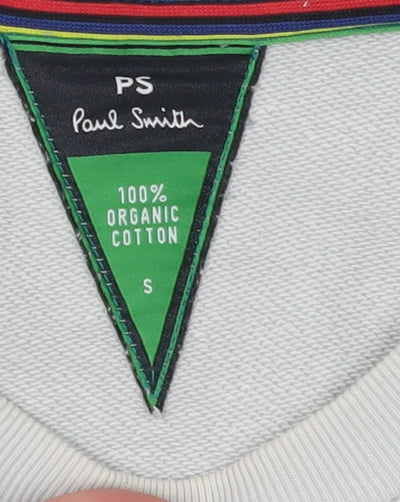 PS
Paul Smith
100%
ORGANIC
COTTON
S